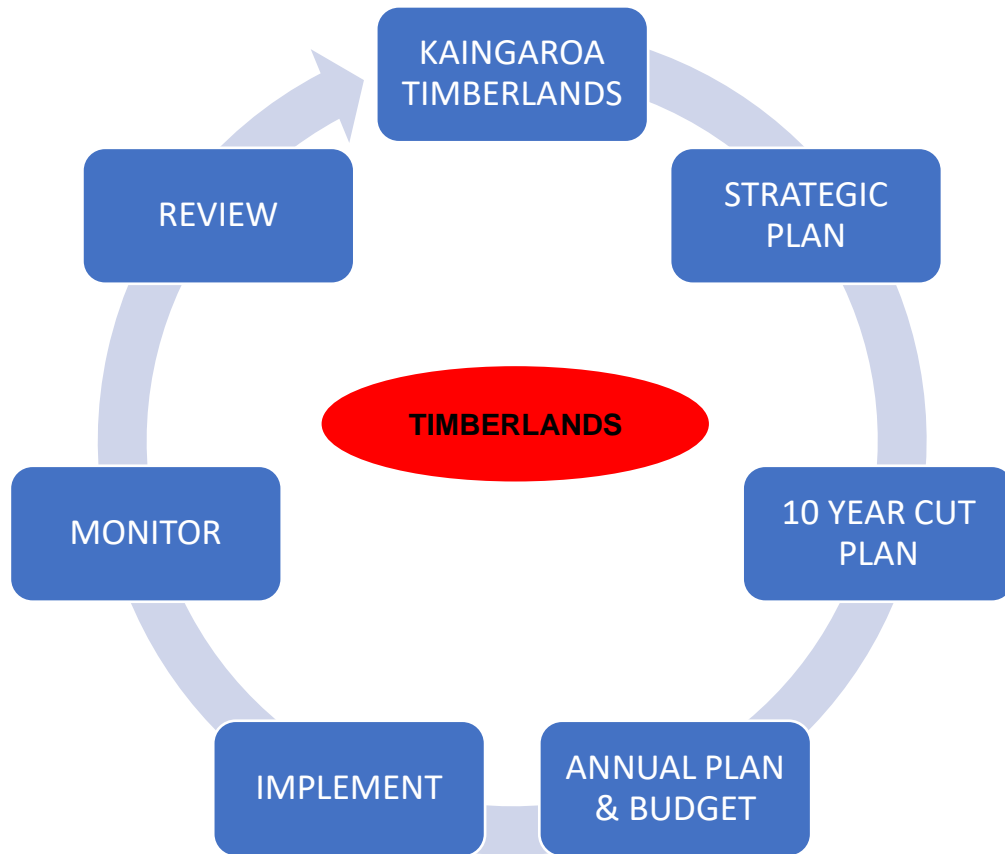 KAINGAROA
TIMBERLANDS
STRATEGIC
PLAN
10 YEAR CUT
PLAN
ANNUAL PLAN
& BUDGET
IMPLEMENT
MONITOR
REVIEW
TIMBERLANDS